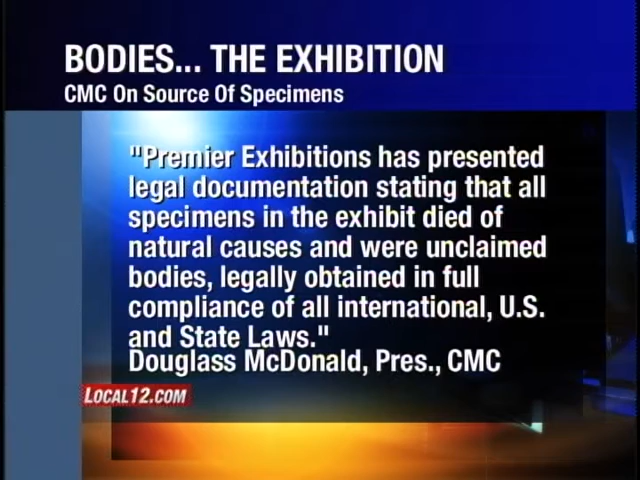 BODIES... THE EXHIBITION
CMC On Source Of Specimens
"Premier Exhibitions has presented
legal documentation stating that all
specimens in the exhibit died of
natural causes and were unclaimed
bodies, legally obtained in full
compliance of all international, U.S.
and State Laws."
Douglass McDonald, Pres., CMC
LOCAL12.COM